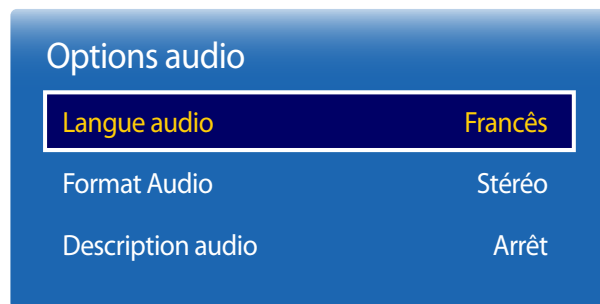 Options audio
Langue audio Francês
Format Audio Stéréo
Description audio Arrêt